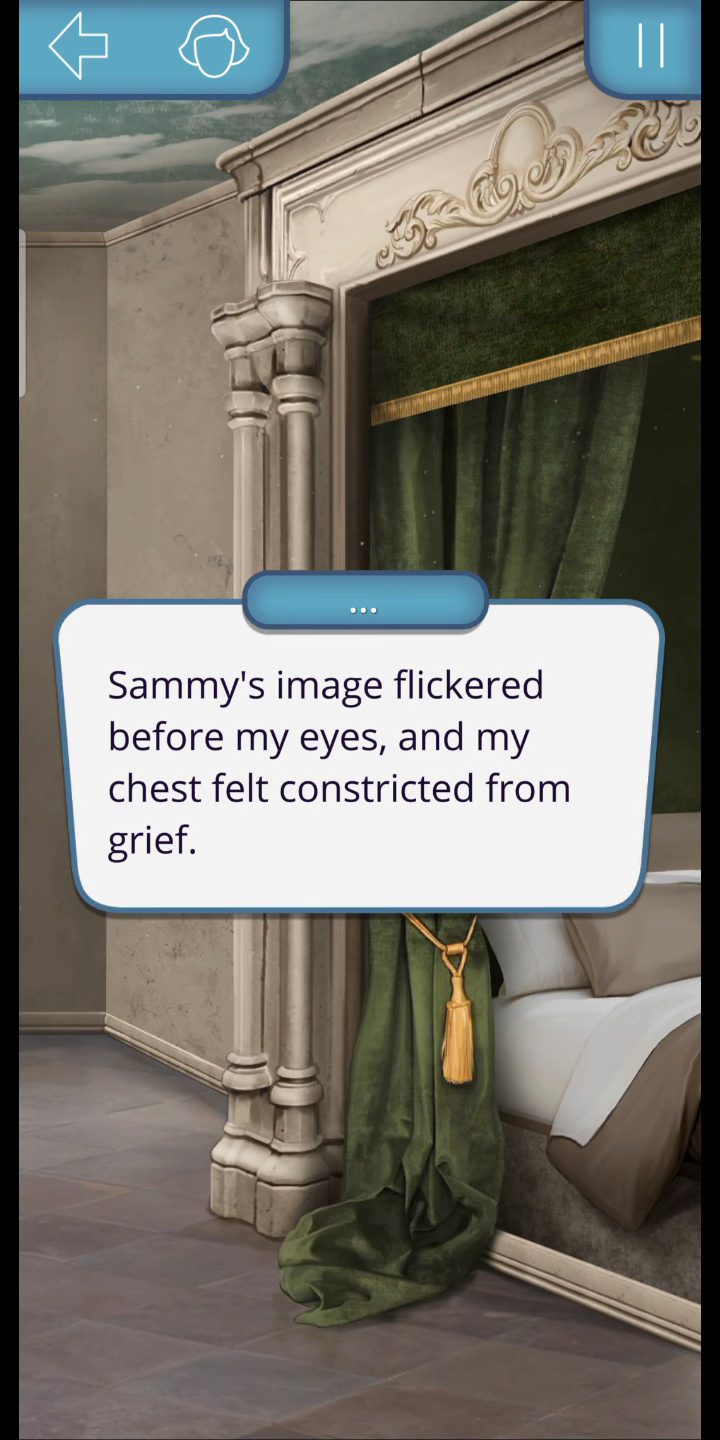 ...
Sammy's image flickered
before my eyes, and my
chest felt constricted from
grief.